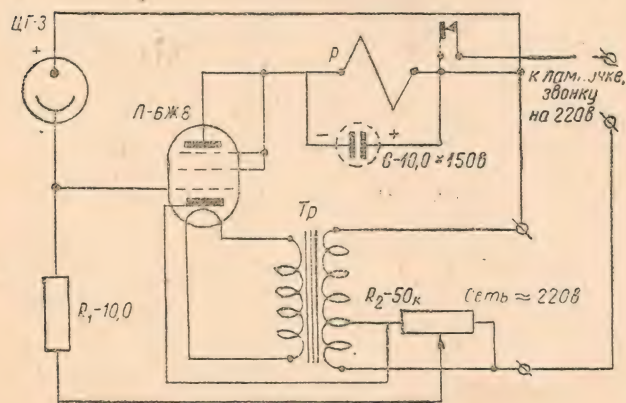 ЦГ-3
+
Л-6Ж8
Р
- +
С-10,0 × 150в
к лам
звонку
на 220в
Тр
R₁-10,0
R₂-50к
Сеть ≈ 220в